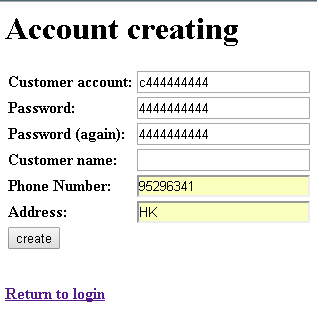 Account creating
Customer account: c444444444
Password: 4444444444
Password (again): 4444444444
Customer name:
Phone Number: 95296341
Address: HK
create
Return to login